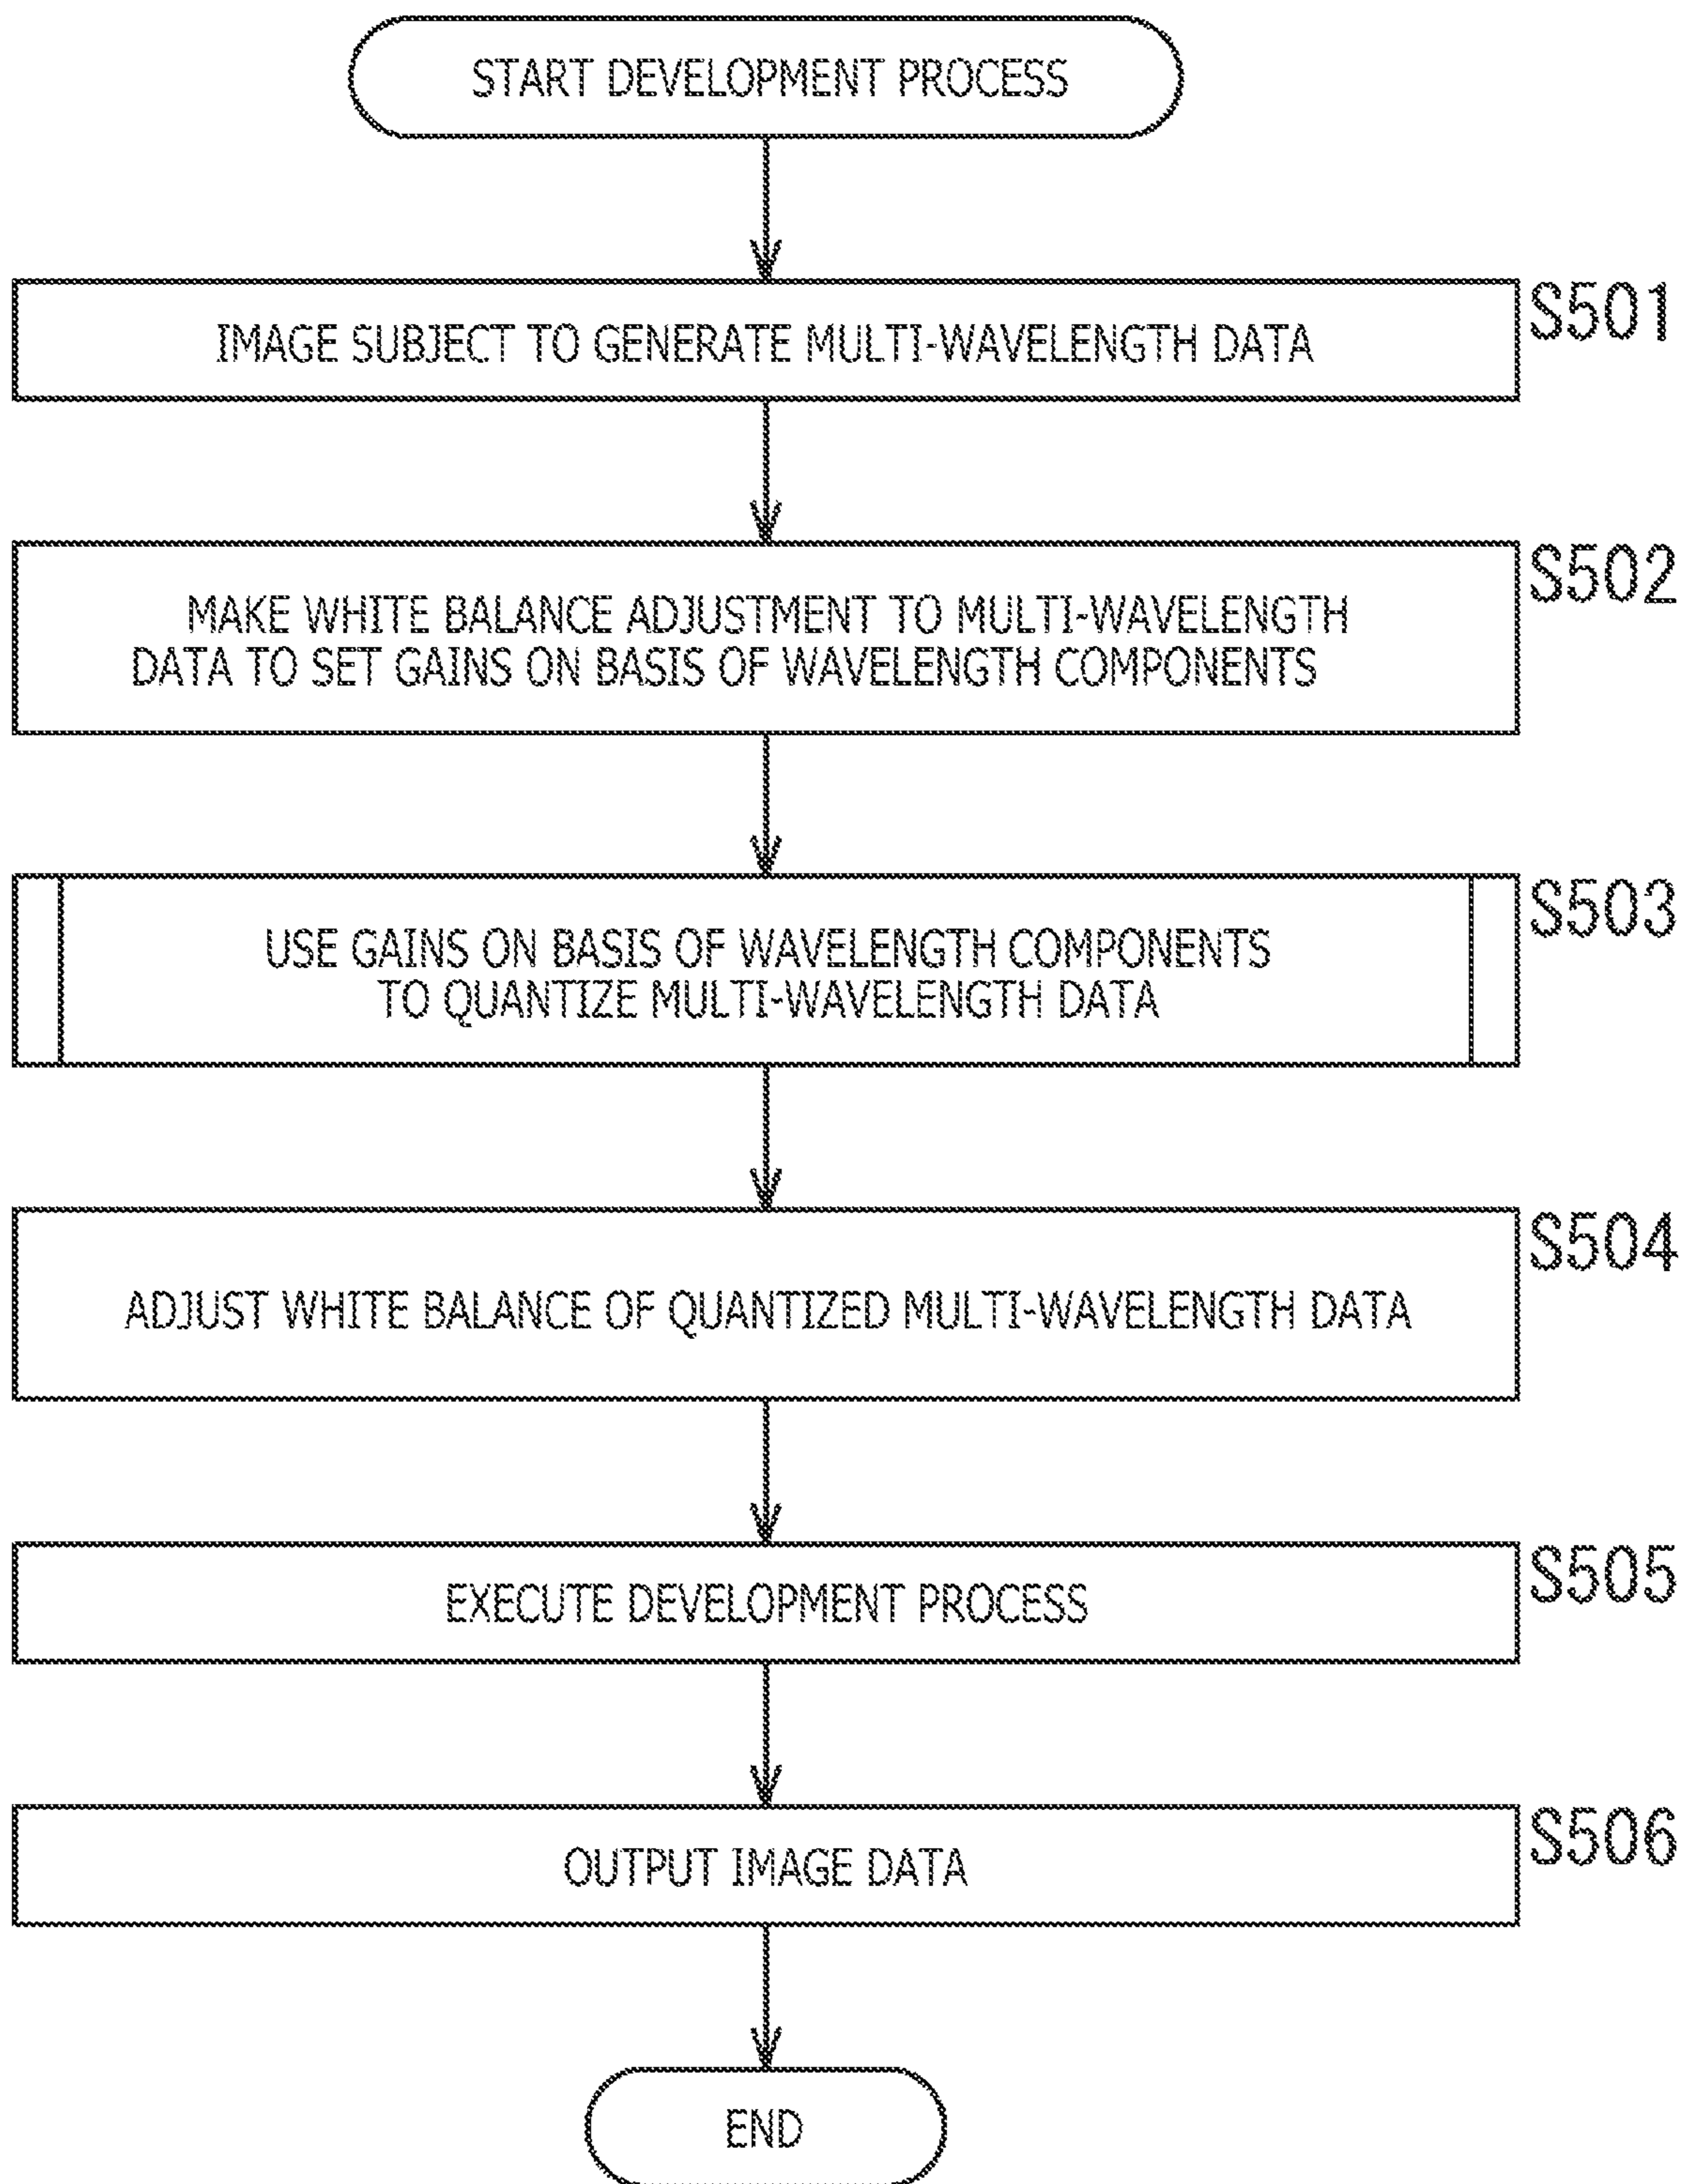 START DEVELOPMENT PROCESS
S501
IMAGE SUBJECT TO GENERATE MULTI-WAVELENGTH DATA
S502
MAKE WHITE BALANCE ADJUSTMENT TO MULTI-WAVELENGTH
DATA TO SET GAINS ON BASIS OF WAVELENGTH COMPONENTS
S503
USE GAINS ON BASIS OF WAVELENGTH COMPONENTS
TO QUANTIZE MULTI-WAVELENGTH DATA
S504
ADJUST WHITE BALANCE OF QUANTIZED MULTI-WAVELENGTH DATA
S505
EXECUTE DEVELOPMENT PROCESS
S506
OUTPUT IMAGE DATA
END